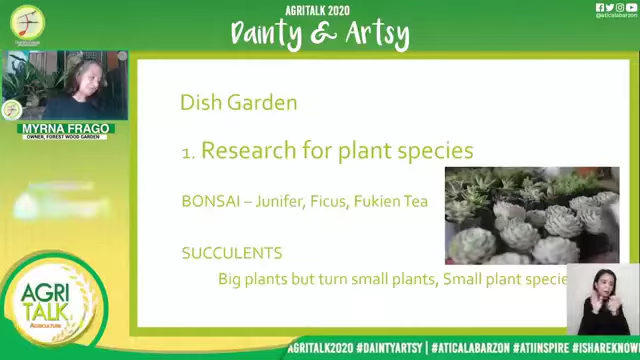 AGRITALK 2020
Dainty & Artsy
@aticalabarzon
MYRNA FRAGO
OWNER, FOREST WOOD GARDEN
Dish Garden
1. Research for plant species
BONSAI – Junifer, Ficus, Fukien Tea
SUCCULENTS
Big plants but turn small plants, Small plant specie
AGRI
TALK
AGRICULTURE
AGRITALK2020 #DAINTYARTSY | #ATICALABARZON #ATIINSPIRE #ISHAREKNOW